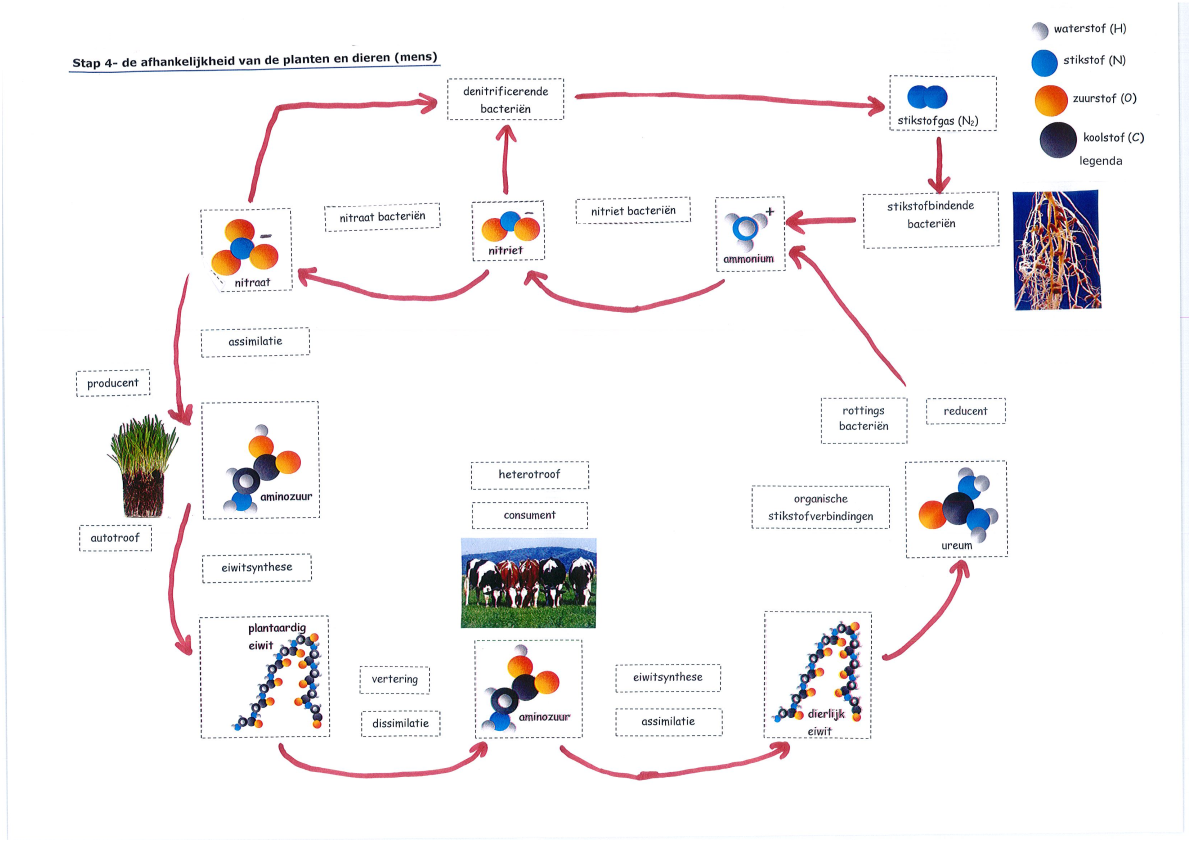 Stap 4- de afhankelijkheid van de planten en dieren (mens)
waterstof (H)
stikstof (N)
zuurstof (O)
koolstof (C)
legenda
denitrificerende
bacteriën
stikstofgas (N₂)
nitraat bacteriën
nitriet bacteriën
stikstofbindende
bacteriën
nitraat
nitriet
+
ammonium
assimilatie
producent
aminozuur
autotroof
eiwitsynthese
plantaardig
eiwit
vertering
dissimilatie
heterotroof
consument
aminozuur
eiwitsynthese
assimilatie
dierlijk
eiwit
rottings
bacteriën
reducent
organische
stikstofverbindingen
ureum